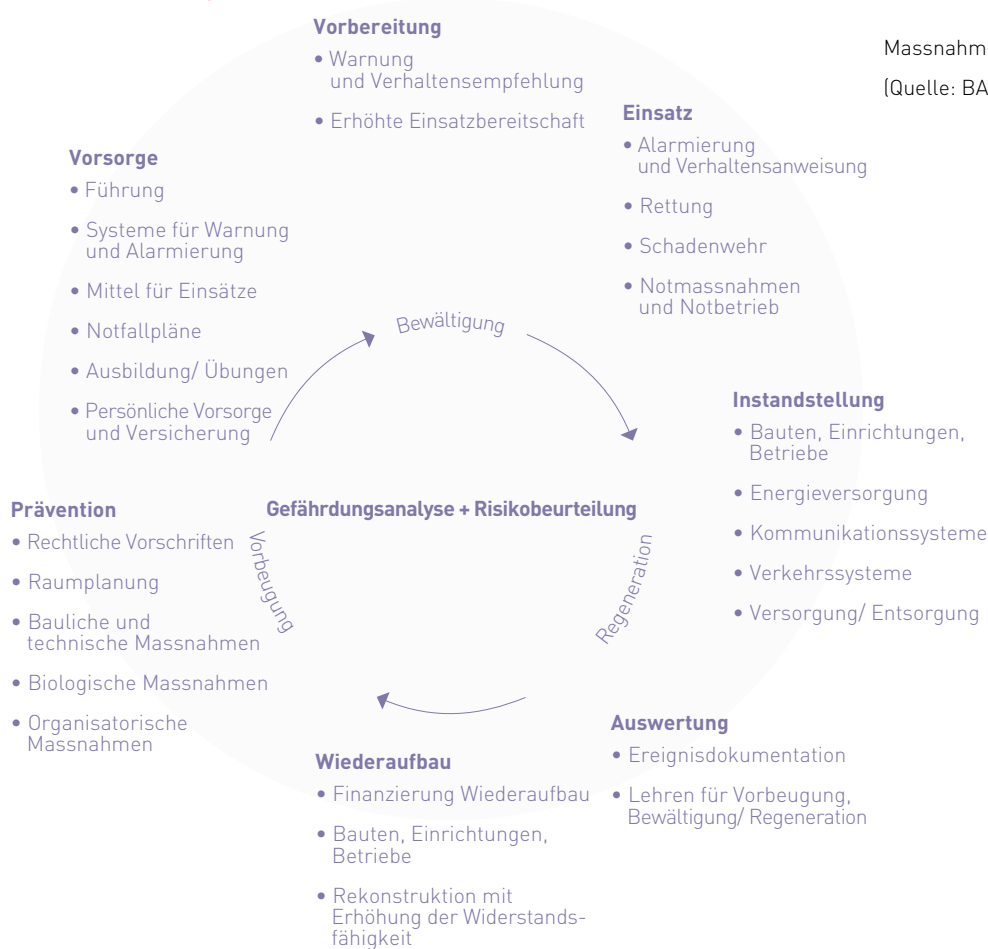 Vorbereitung
• Warnung
und Verhaltensempfehlung
• Erhöhte Einsatzbereitschaft
Massnahm
(Quelle: BA
Einsatz
• Alarmierung
und Verhaltensanweisung
• Rettung
• Schadenwehr
• Notmassnahmen
und Notbetrieb
Vorsorge
• Führung
• Systeme für Warnung
und Alarmierung
• Mittel für Einsätze
• Notfallpläne
• Ausbildung/ Übungen
• Persönliche Vorsorge
und Versicherung
Bewältigung
Instandstellung
• Bauten, Einrichtungen,
Betriebe
• Energieversorgung
• Kommunikationssysteme
• Verkehrssysteme
• Versorgung/ Entsorgung
Gefährdungsanalyse + Risikobeurteilung
Vorbeugung
Regeneration
Prävention
• Rechtliche Vorschriften
• Raumplanung
• Bauliche und
technische Massnahmen
• Biologische Massnahmen
• Organisatorische
Massnahmen
Auswertung
• Ereignisdokumentation
• Lehren für Vorbeugung,
Bewältigung/ Regeneration
Wiederaufbau
• Finanzierung Wiederaufbau
• Bauten, Einrichtungen,
Betriebe
• Rekonstruktion mit
Erhöhung der Widerstands-
fähigkeit